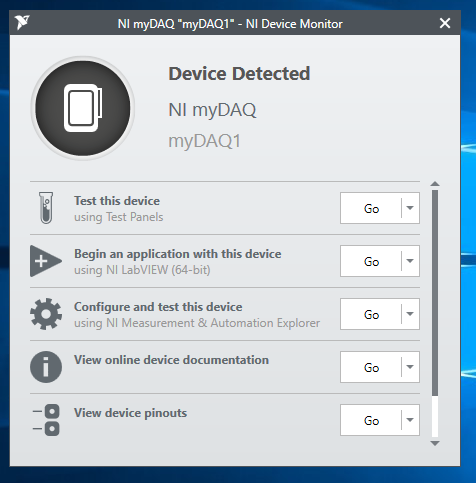 NI myDAQ "myDAQ1" - NI Device Monitor
Device Detected
NI myDAQ
myDAQ1
Test this device
using Test Panels
Go
Begin an application with this device
using NI LabVIEW (64-bit)
Go
Configure and test this device
using NI Measurement & Automation Explorer
Go
View online device documentation
Go
View device pinouts
Go